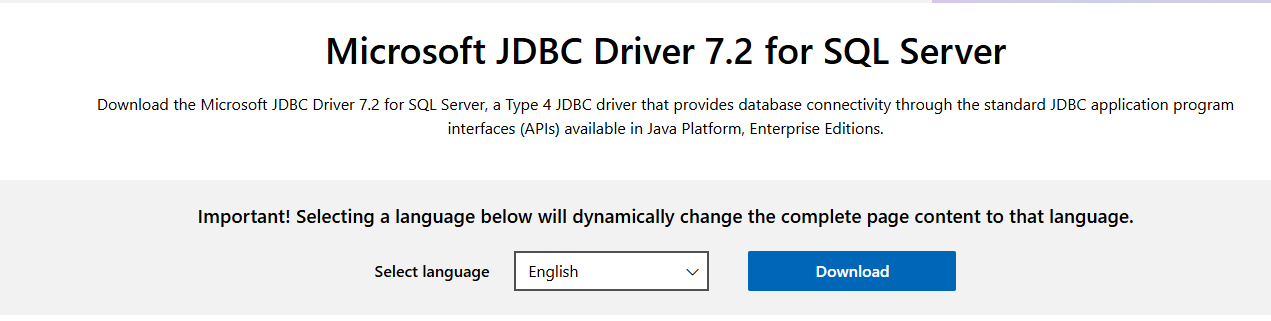 Microsoft JDBC Driver 7.2 for SQL Server
Download the Microsoft JDBC Driver 7.2 for SQL Server, a Type 4 JDBC driver that provides database connectivity through the standard JDBC application program
interfaces (APIs) available in Java Platform, Enterprise Editions.
Important! Selecting a language below will dynamically change the complete page content to that language.
Select language English Download